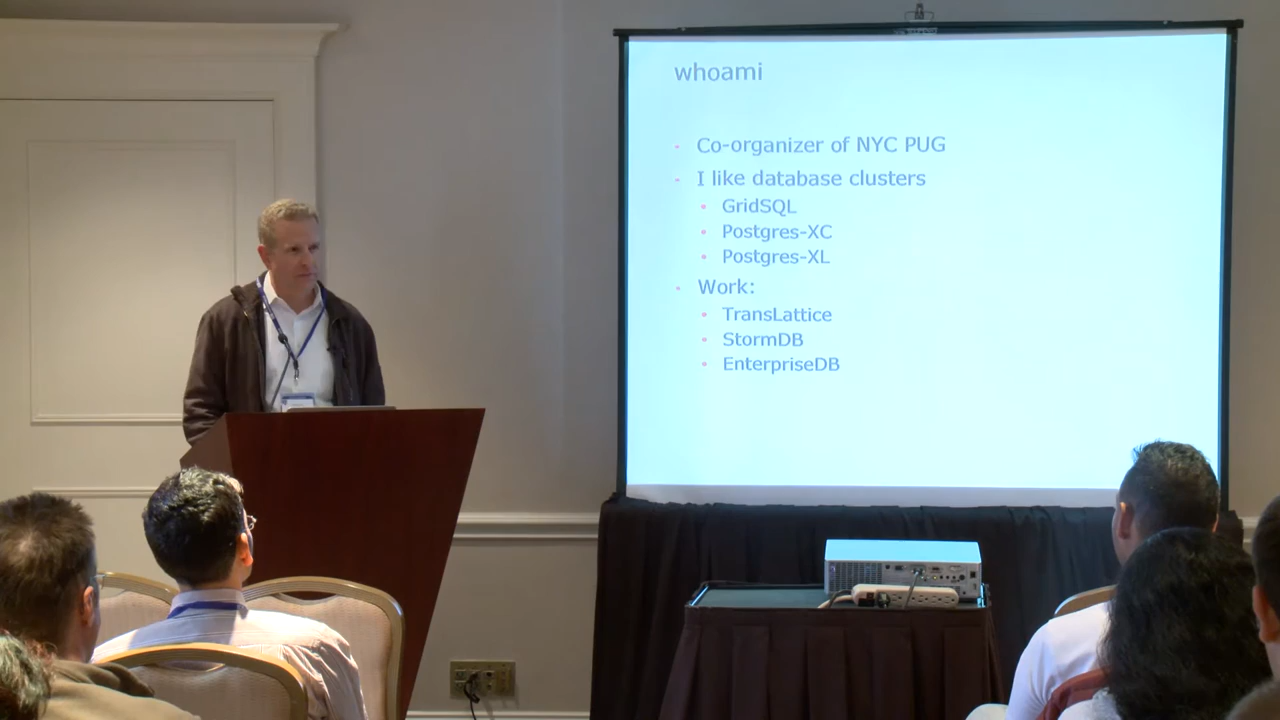 whoami
Co-organizer of NYC PUG
I like database clusters
GridSQL
Postgres-XC
Postgres-XL
Work:
TransLattice
StormDB
EnterpriseDB